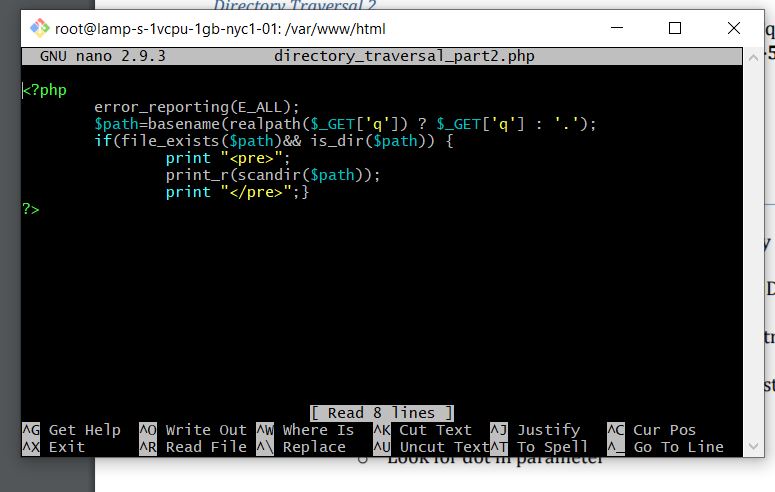 Directory Traversal 2
root@lamp-s-1vcpu-1gb-nyc1-01: /var/www/html
GNU nano 2.9.3 directory_traversal_part2.php
<?php
error_reporting(E_ALL);
$path=basename(realpath($_GET['q']) ? $_GET['q'] : '.');
if(file_exists($path)&& is_dir($path)) {
print "<pre>";
print_r(scandir($path));
print "</pre>";}
?>
[ Read 8 lines ]
^G Get Help ^O Write Out ^W Where Is ^K Cut Text ^J Justify ^C Cur Pos
^X Exit ^R Read File ^\ Replace ^U Uncut Text ^T To Spell ^_ Go To Line
Look for dot in parameter